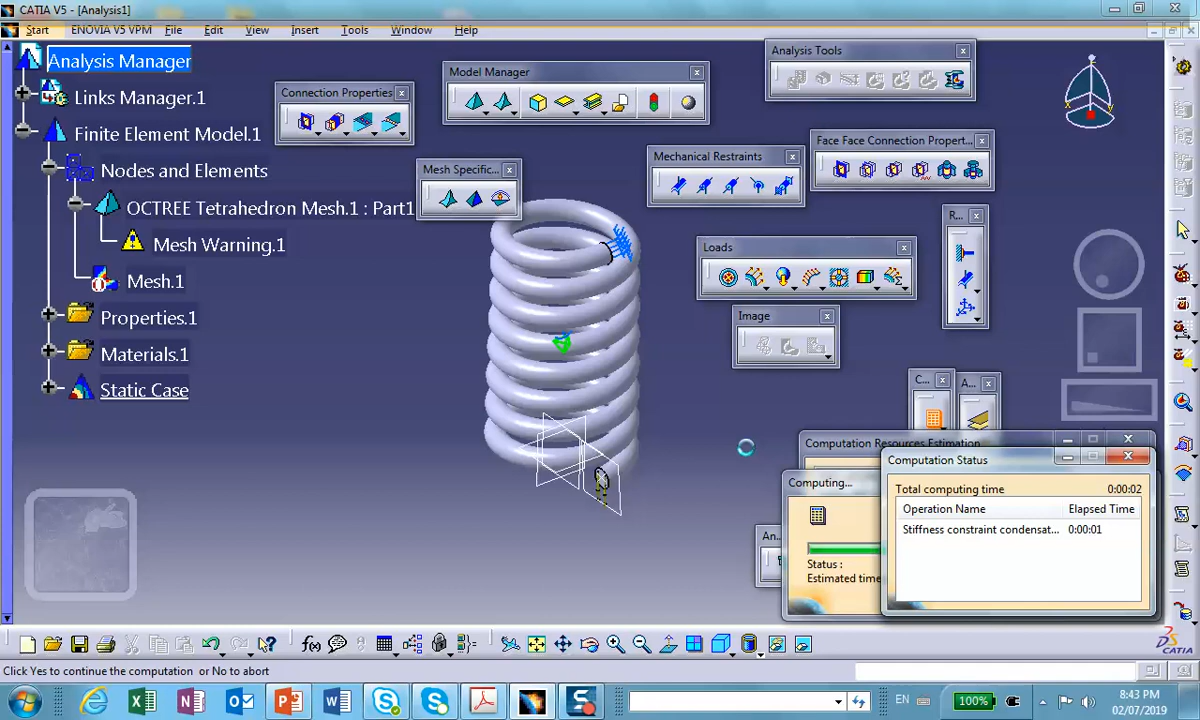 CATIA V5 - [Analysis1]
Start ENOVIA V5 VPM File Edit View Insert Tools Window Help
Analysis Manager
Links Manager.1
Finite Element Model.1
Nodes and Elements
OCTREE Tetrahedron Mesh.1 : Part1
Mesh Warning.1
Mesh.1
Properties.1
Materials.1
Static Case
Connection Properties
Model Manager
Analysis Tools
Mesh Specific...
Mechanical Restraints
Face Face Connection Propert...
R...
Loads
Image
C...
A...
An...
Computation Resources Estimation
Computing...
Status :
Estimated time
Computation Status
Total computing time 0:00:02
Operation Name Elapsed Time
Stiffness constraint condensat... 0:00:01
x
y
z
f(x)
CATIA
Click Yes to continue the computation or No to abort
EN
100%
8:43 PM
02/07/2019